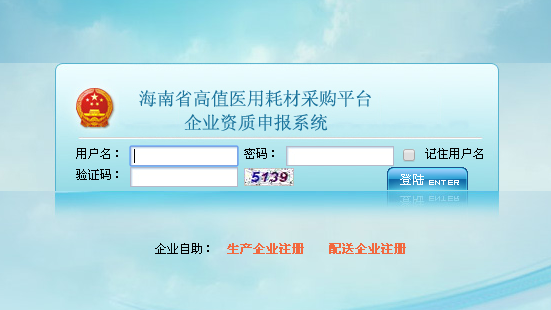 海南省高值医用耗材采购平台
企业资质申报系统
用户名： 密码： 记住用户名
验证码： 5139 登陆 ENTER
企业自助： 生产企业注册 配送企业注册